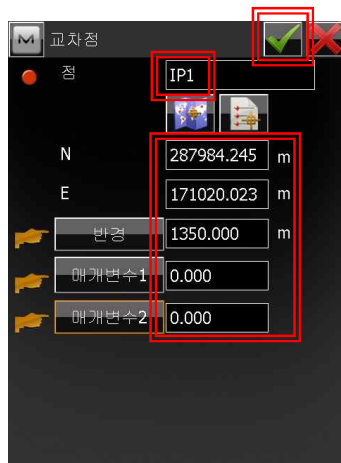 교차점
점 IP1
N 287984.245 m
E 171020.023 m
반경 1350.000 m
매개변수1 0.000
매개변수2 0.000